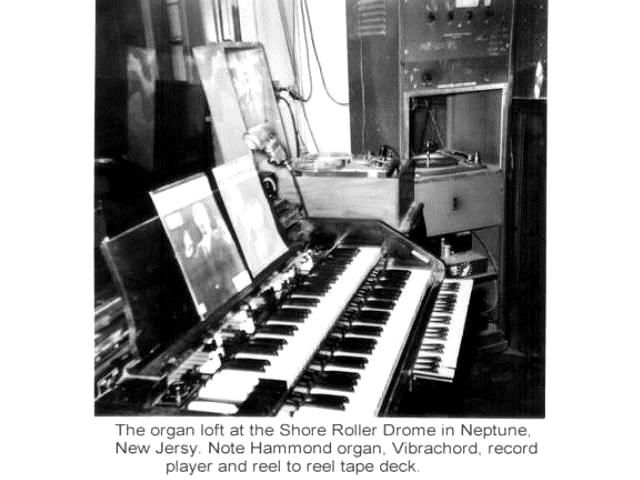 The organ loft at the Shore Roller Drome in Neptune,
New Jersy. Note Hammond organ, Vibrachord, record
player and reel to reel tape deck.